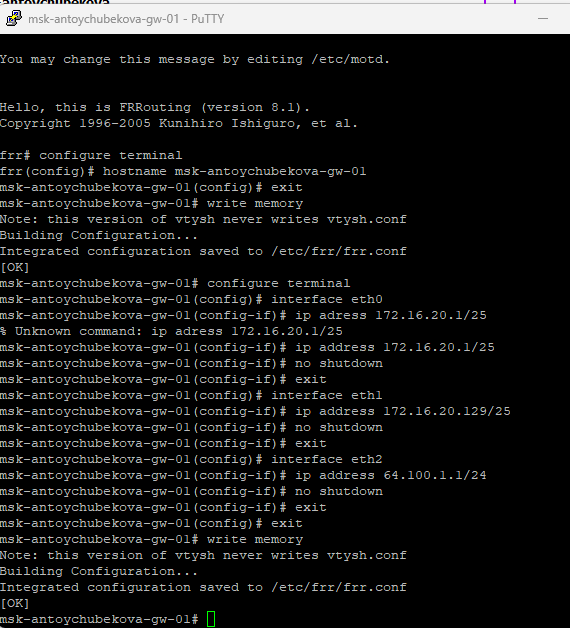 antoychubekova
msk-antoychubekova-gw-01 - PuTTY
You may change this message by editing /etc/motd.
Hello, this is FRRouting (version 8.1).
Copyright 1996-2005 Kunihiro Ishiguro, et al.
frr# configure terminal
frr(config)# hostname msk-antoychubekova-gw-01
msk-antoychubekova-gw-01(config)# exit
msk-antoychubekova-gw-01# write memory
Note: this version of vtysh never writes vtysh.conf
Building Configuration...
Integrated configuration saved to /etc/frr/frr.conf
[OK]
msk-antoychubekova-gw-01# configure terminal
msk-antoychubekova-gw-01(config)# interface eth0
msk-antoychubekova-gw-01(config-if)# ip adress 172.16.20.1/25
% Unknown command: ip adress 172.16.20.1/25
msk-antoychubekova-gw-01(config-if)# ip address 172.16.20.1/25
msk-antoychubekova-gw-01(config-if)# no shutdown
msk-antoychubekova-gw-01(config-if)# exit
msk-antoychubekova-gw-01(config)# interface eth1
msk-antoychubekova-gw-01(config-if)# ip address 172.16.20.129/25
msk-antoychubekova-gw-01(config-if)# no shutdown
msk-antoychubekova-gw-01(config-if)# exit
msk-antoychubekova-gw-01(config)# interface eth2
msk-antoychubekova-gw-01(config-if)# ip address 64.100.1.1/24
msk-antoychubekova-gw-01(config-if)# no shutdown
msk-antoychubekova-gw-01(config-if)# exit
msk-antoychubekova-gw-01(config)# exit
msk-antoychubekova-gw-01# write memory
Note: this version of vtysh never writes vtysh.conf
Building Configuration...
Integrated configuration saved to /etc/frr/frr.conf
[OK]
msk-antoychubekova-gw-01#